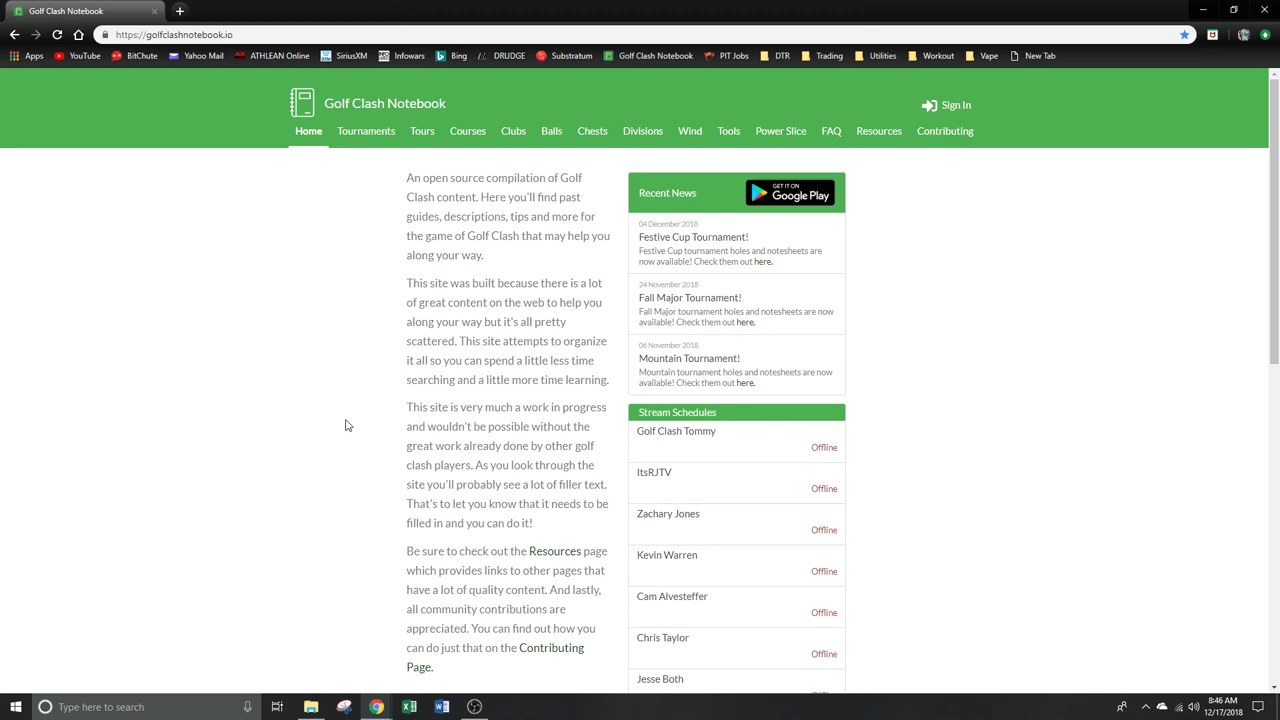 Golf Clash Notebook
https://golfclashnotebook.io
Apps YouTube BitChute Yahoo Mail ATHLEAN Online SiriusXM Infowars Bing DRUDGE Substratum Golf Clash Notebook PIT Jobs DTR Trading Utilities Workout Vape New Tab
Golf Clash Notebook
Sign In
Home Tournaments Tours Courses Clubs Balls Chests Divisions Wind Tools Power Slice FAQ Resources Contributing
An open source compilation of Golf
Clash content. Here you'll find past
guides, descriptions, tips and more for
the game of Golf Clash that may help you
along your way.
This site was built because there is a lot
of great content on the web to help you
along your way but it's all pretty
scattered. This site attempts to organize
it all so you can spend a little less time
searching and a little more time learning.
This site is very much a work in progress
and wouldn't be possible without the
great work already done by other golf
clash players. As you look through the
site you'll probably see a lot of filler text.
That's to let you know that it needs to be
filled in and you can do it!
Be sure to check out the Resources page
which provides links to other pages that
have a lot of quality content. And lastly,
all community contributions are
appreciated. You can find out how you
can do just that on the Contributing
Page.
Recent News
GET IT ON
Google Play
04 December 2018
Festive Cup Tournament!
Festive Cup tournament holes and notesheets are
now available! Check them out here.
24 November 2018
Fall Major Tournament!
Fall Major tournament holes and notesheets are now
available! Check them out here.
06 November 2018
Mountain Tournament!
Mountain tournament holes and notesheets are now
available! Check them out here.
Stream Schedules
Golf Clash Tommy
Offline
ItsRJTV
Offline
Zachary Jones
Offline
Kevin Warren
Offline
Cam Alvesteffer
Offline
Chris Taylor
Offline
Jesse Both
Type here to search
8:46 AM
12/17/2018